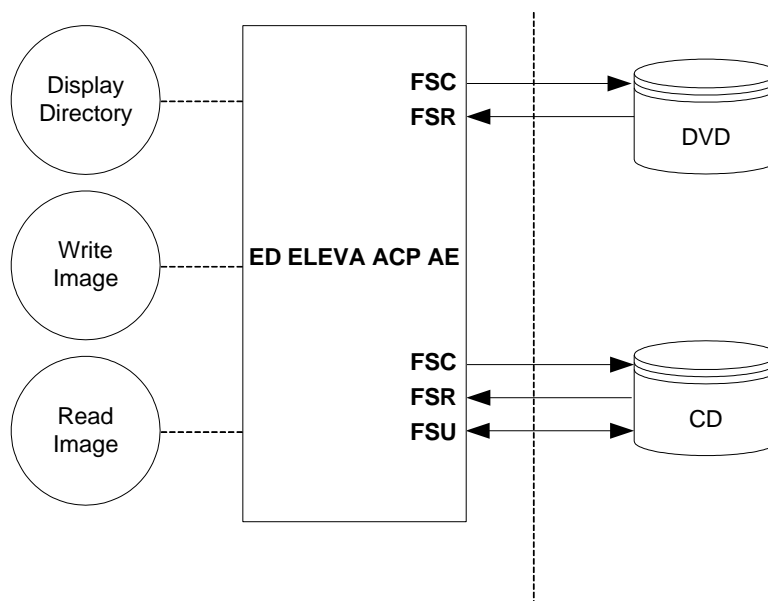 Display
Directory
Write
Image
Read
Image
ED ELEVA ACP AE
FSC
FSR
FSC
FSR
FSU
DVD
CD